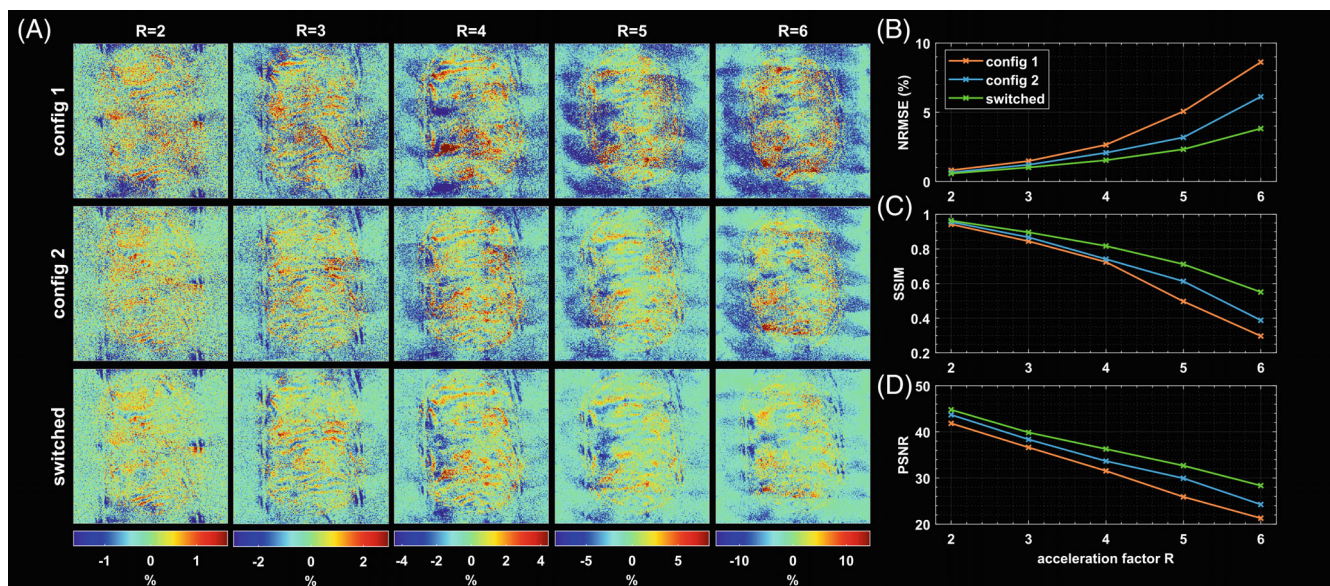 (A)
R=2 R=3 R=4 R=5 R=6
config 1
config 2
switched
-1 0 1
%
-2 0 2
%
-4 -2 0 2 4
%
-5 0 5
%
-10 0 10
%
(B)
10
5
0
NRMSE (%)
config 1
config 2
switched
2 3 4 5 6
(C)
1
0.8
0.6
0.4
0.2
SSIM
2 3 4 5 6
(D)
50
40
30
20
PSNR
2 3 4 5 6
acceleration factor R